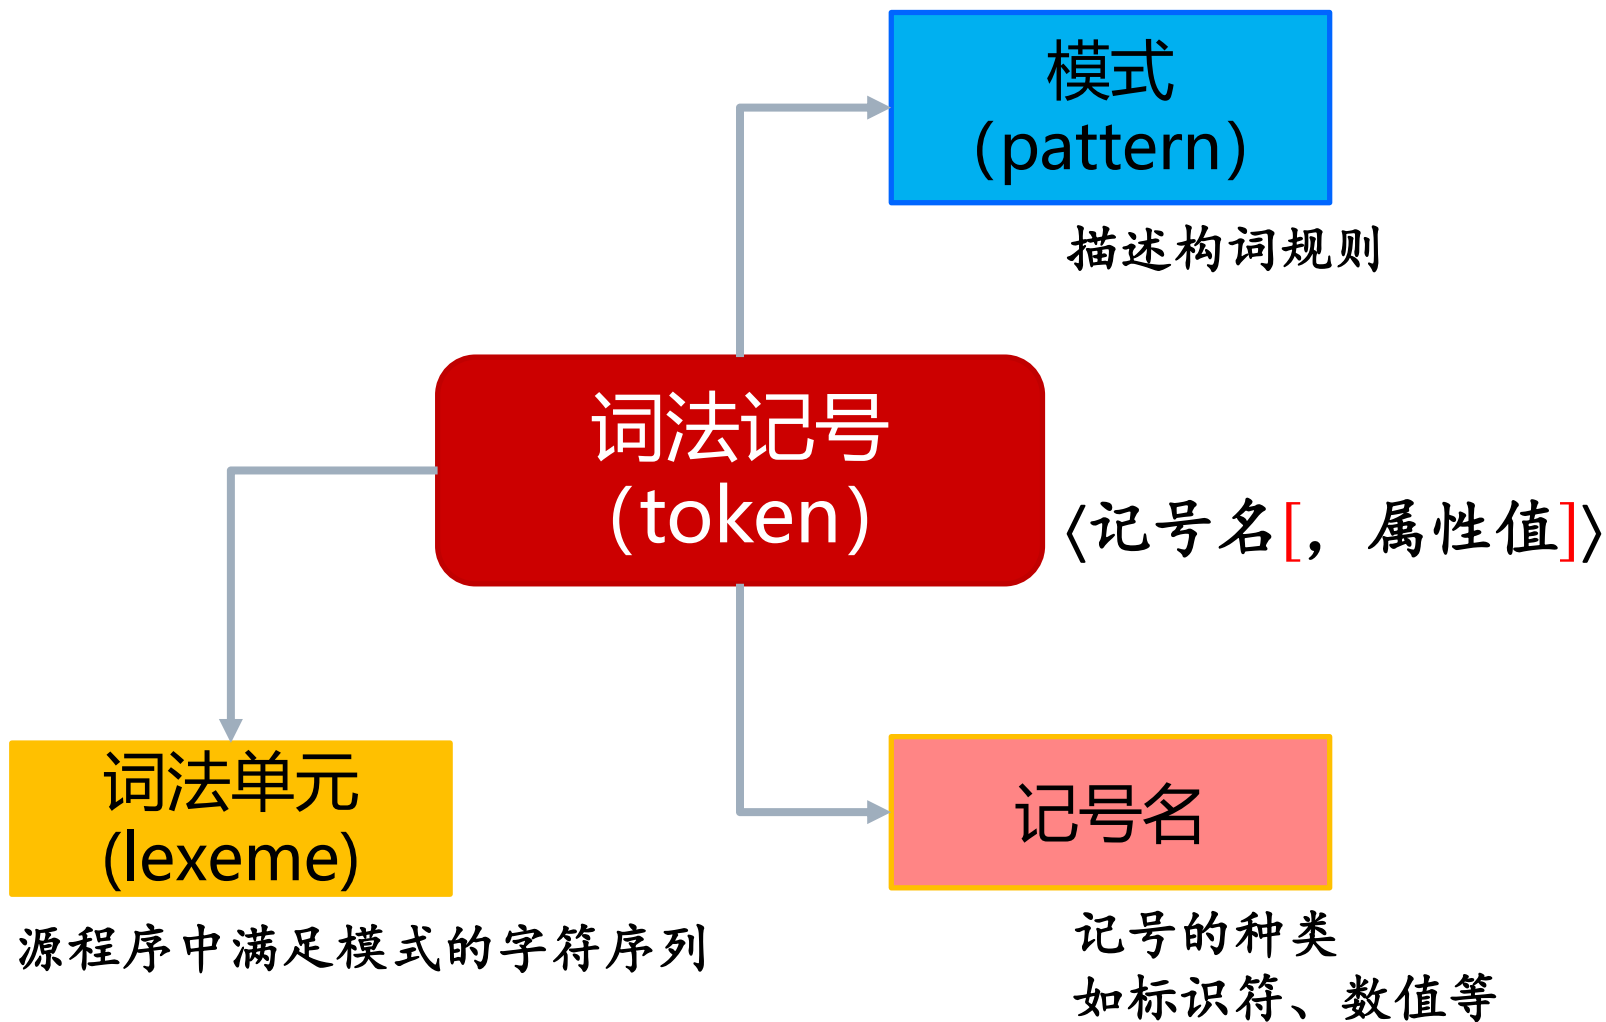 模式
（pattern）
描述构词规则
词法记号
（token）
〈记号名[，属性值]〉
词法单元
(lexeme)
源程序中满足模式的字符序列
记号名
记号的种类
如标识符、数值等